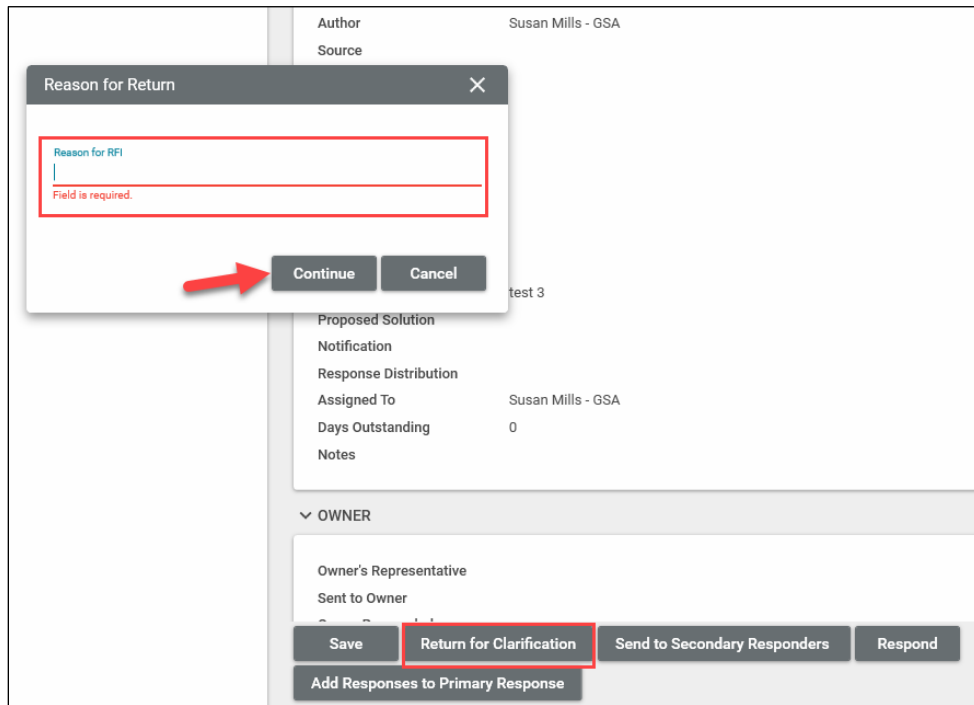 Author Susan Mills - GSA
Source
Reason for Return
Reason for RFI
Field is required.
Continue Cancel
test 3
Proposed Solution
Notification
Response Distribution
Assigned To Susan Mills - GSA
Days Outstanding 0
Notes
OWNER
Owner's Representative
Sent to Owner
Save Return for Clarification Send to Secondary Responders Respond
Add Responses to Primary Response